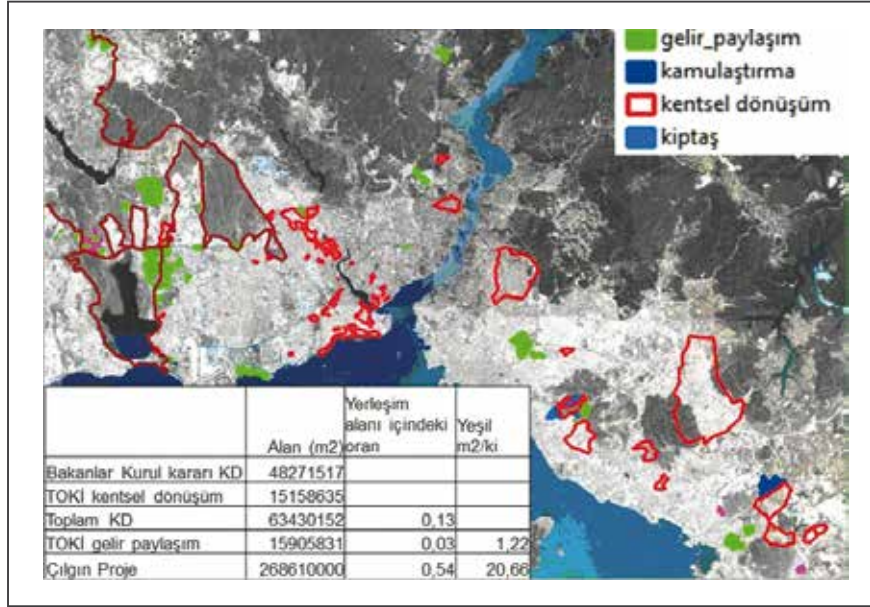 gelir_paylaşım
kamulaştırma
kentsel dönüşüm
kiptaş
Alan (m2) Yerleşim alanı içindeki oran Yeşil m2/ki
Bakanlar Kurul kararı KD 48271517
TOKİ kentsel dönüşüm 15158635
Toplam KD 63430152 0,13
TOKİ gelir paylaşım 15905831 0,03 1,22
Çılgın Proje 268610000 0,54 20,66